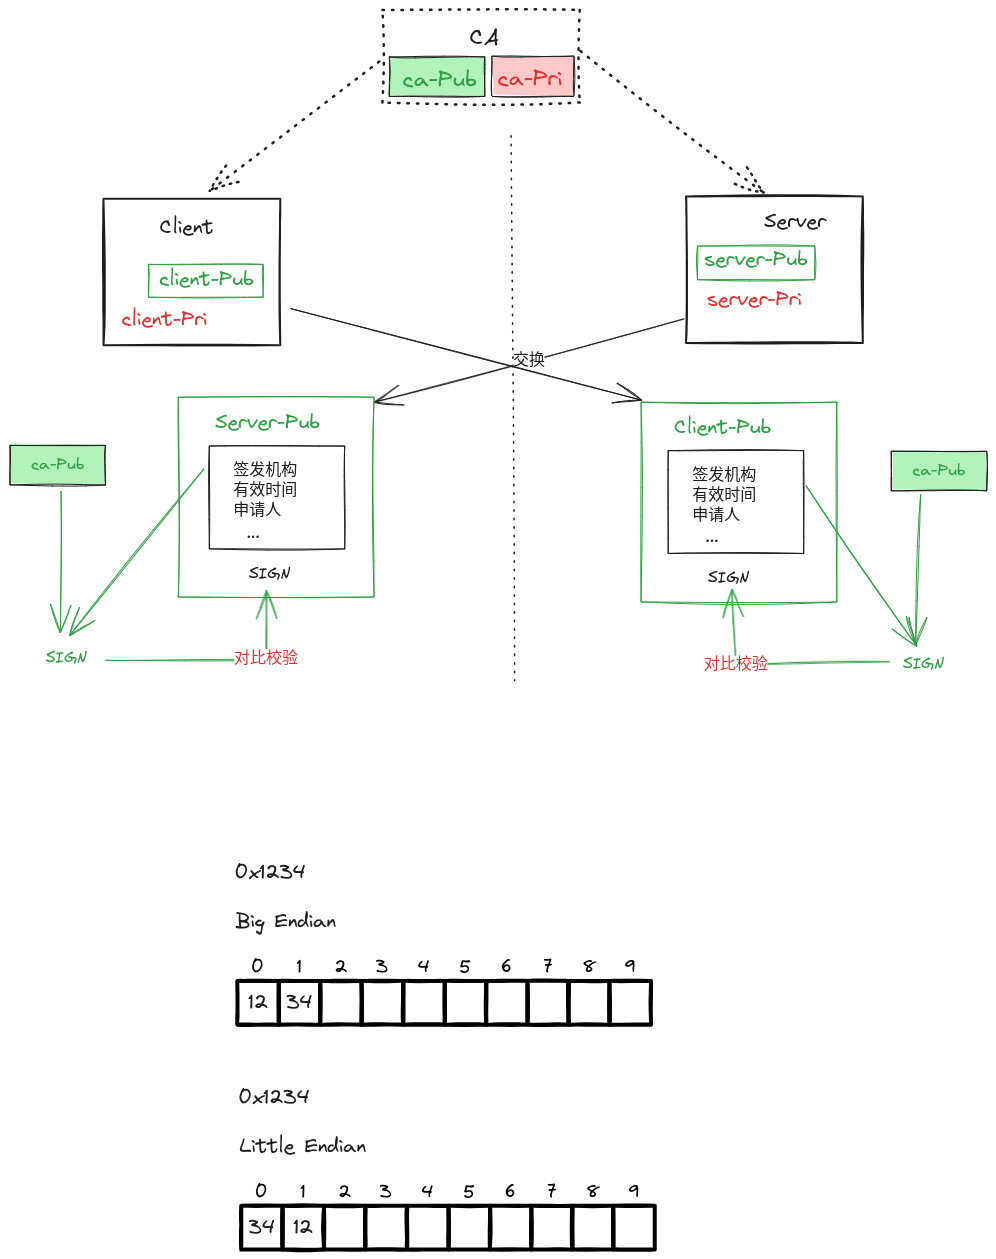 CA
ca-Pub ca-Pri
Client
client-Pub
client-Pri
Server
server-Pub
server-Pri
交换
Server-Pub
签发机构
有效时间
申请人
...
SIGN
ca-Pub
SIGN
对比校验
Client-Pub
签发机构
有效时间
申请人
...
SIGN
ca-Pub
对比校验
SIGN
0x1234
Big Endian
0 1 2 3 4 5 6 7 8 9
12 34
0x1234
Little Endian
0 1 2 3 4 5 6 7 8 9
34 12